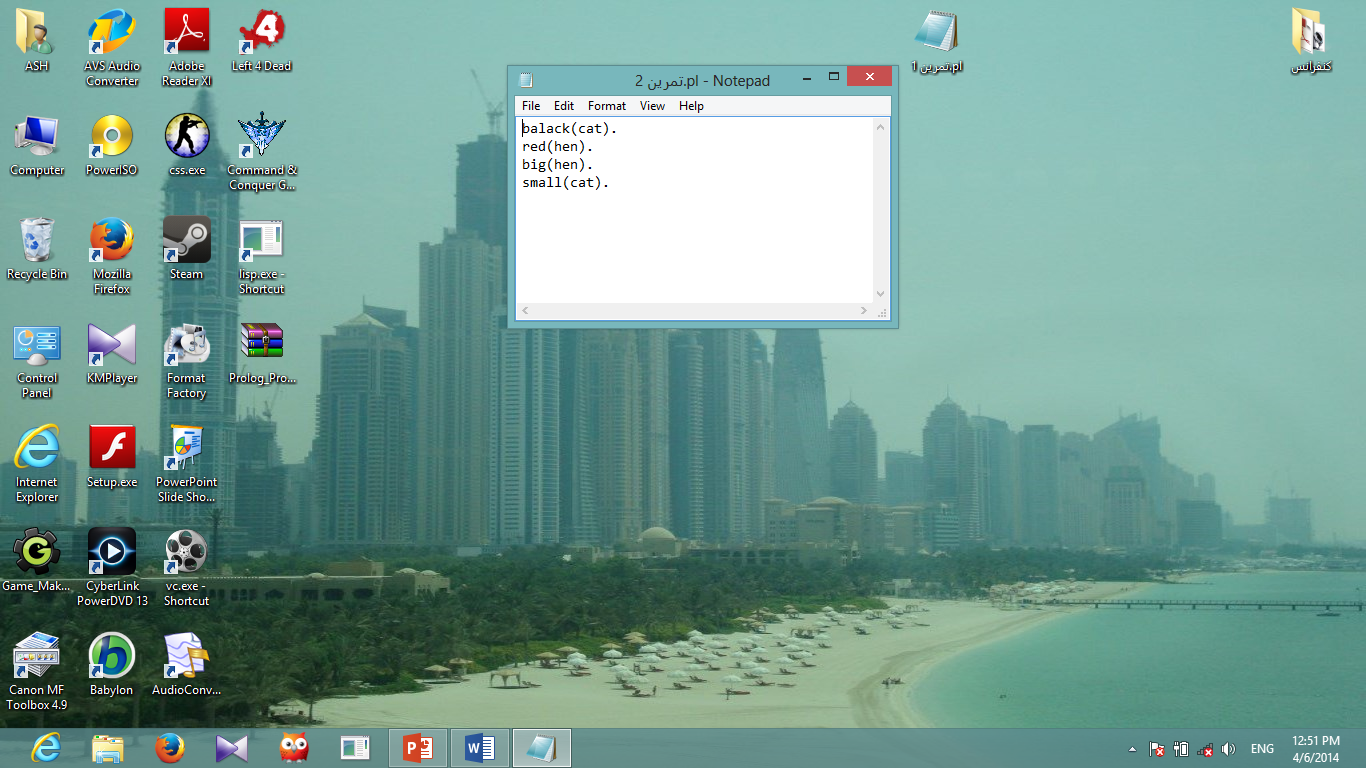 ASH
AVS Audio
Converter
Adobe
Reader XI
Left 4 Dead
تمرین 1.pl
کنفرانس
Computer
PowerISO
css.exe
Command &
Conquer G...
Recycle Bin
Mozilla
Firefox
Steam
lisp.exe -
Shortcut
Control
Panel
KMPlayer
Format
Factory
Prolog_Pro...
Internet
Explorer
Setup.exe
PowerPoint
Slide Sho...
Game_Mak...
CyberLink
PowerDVD 13
vc.exe -
Shortcut
Canon MF
Toolbox 4.9
Babylon
AudioConv...
تمرین 2.pl - Notepad
File Edit Format View Help
balack(cat).
red(hen).
big(hen).
small(cat).
ENG
12:51 PM
4/6/2014